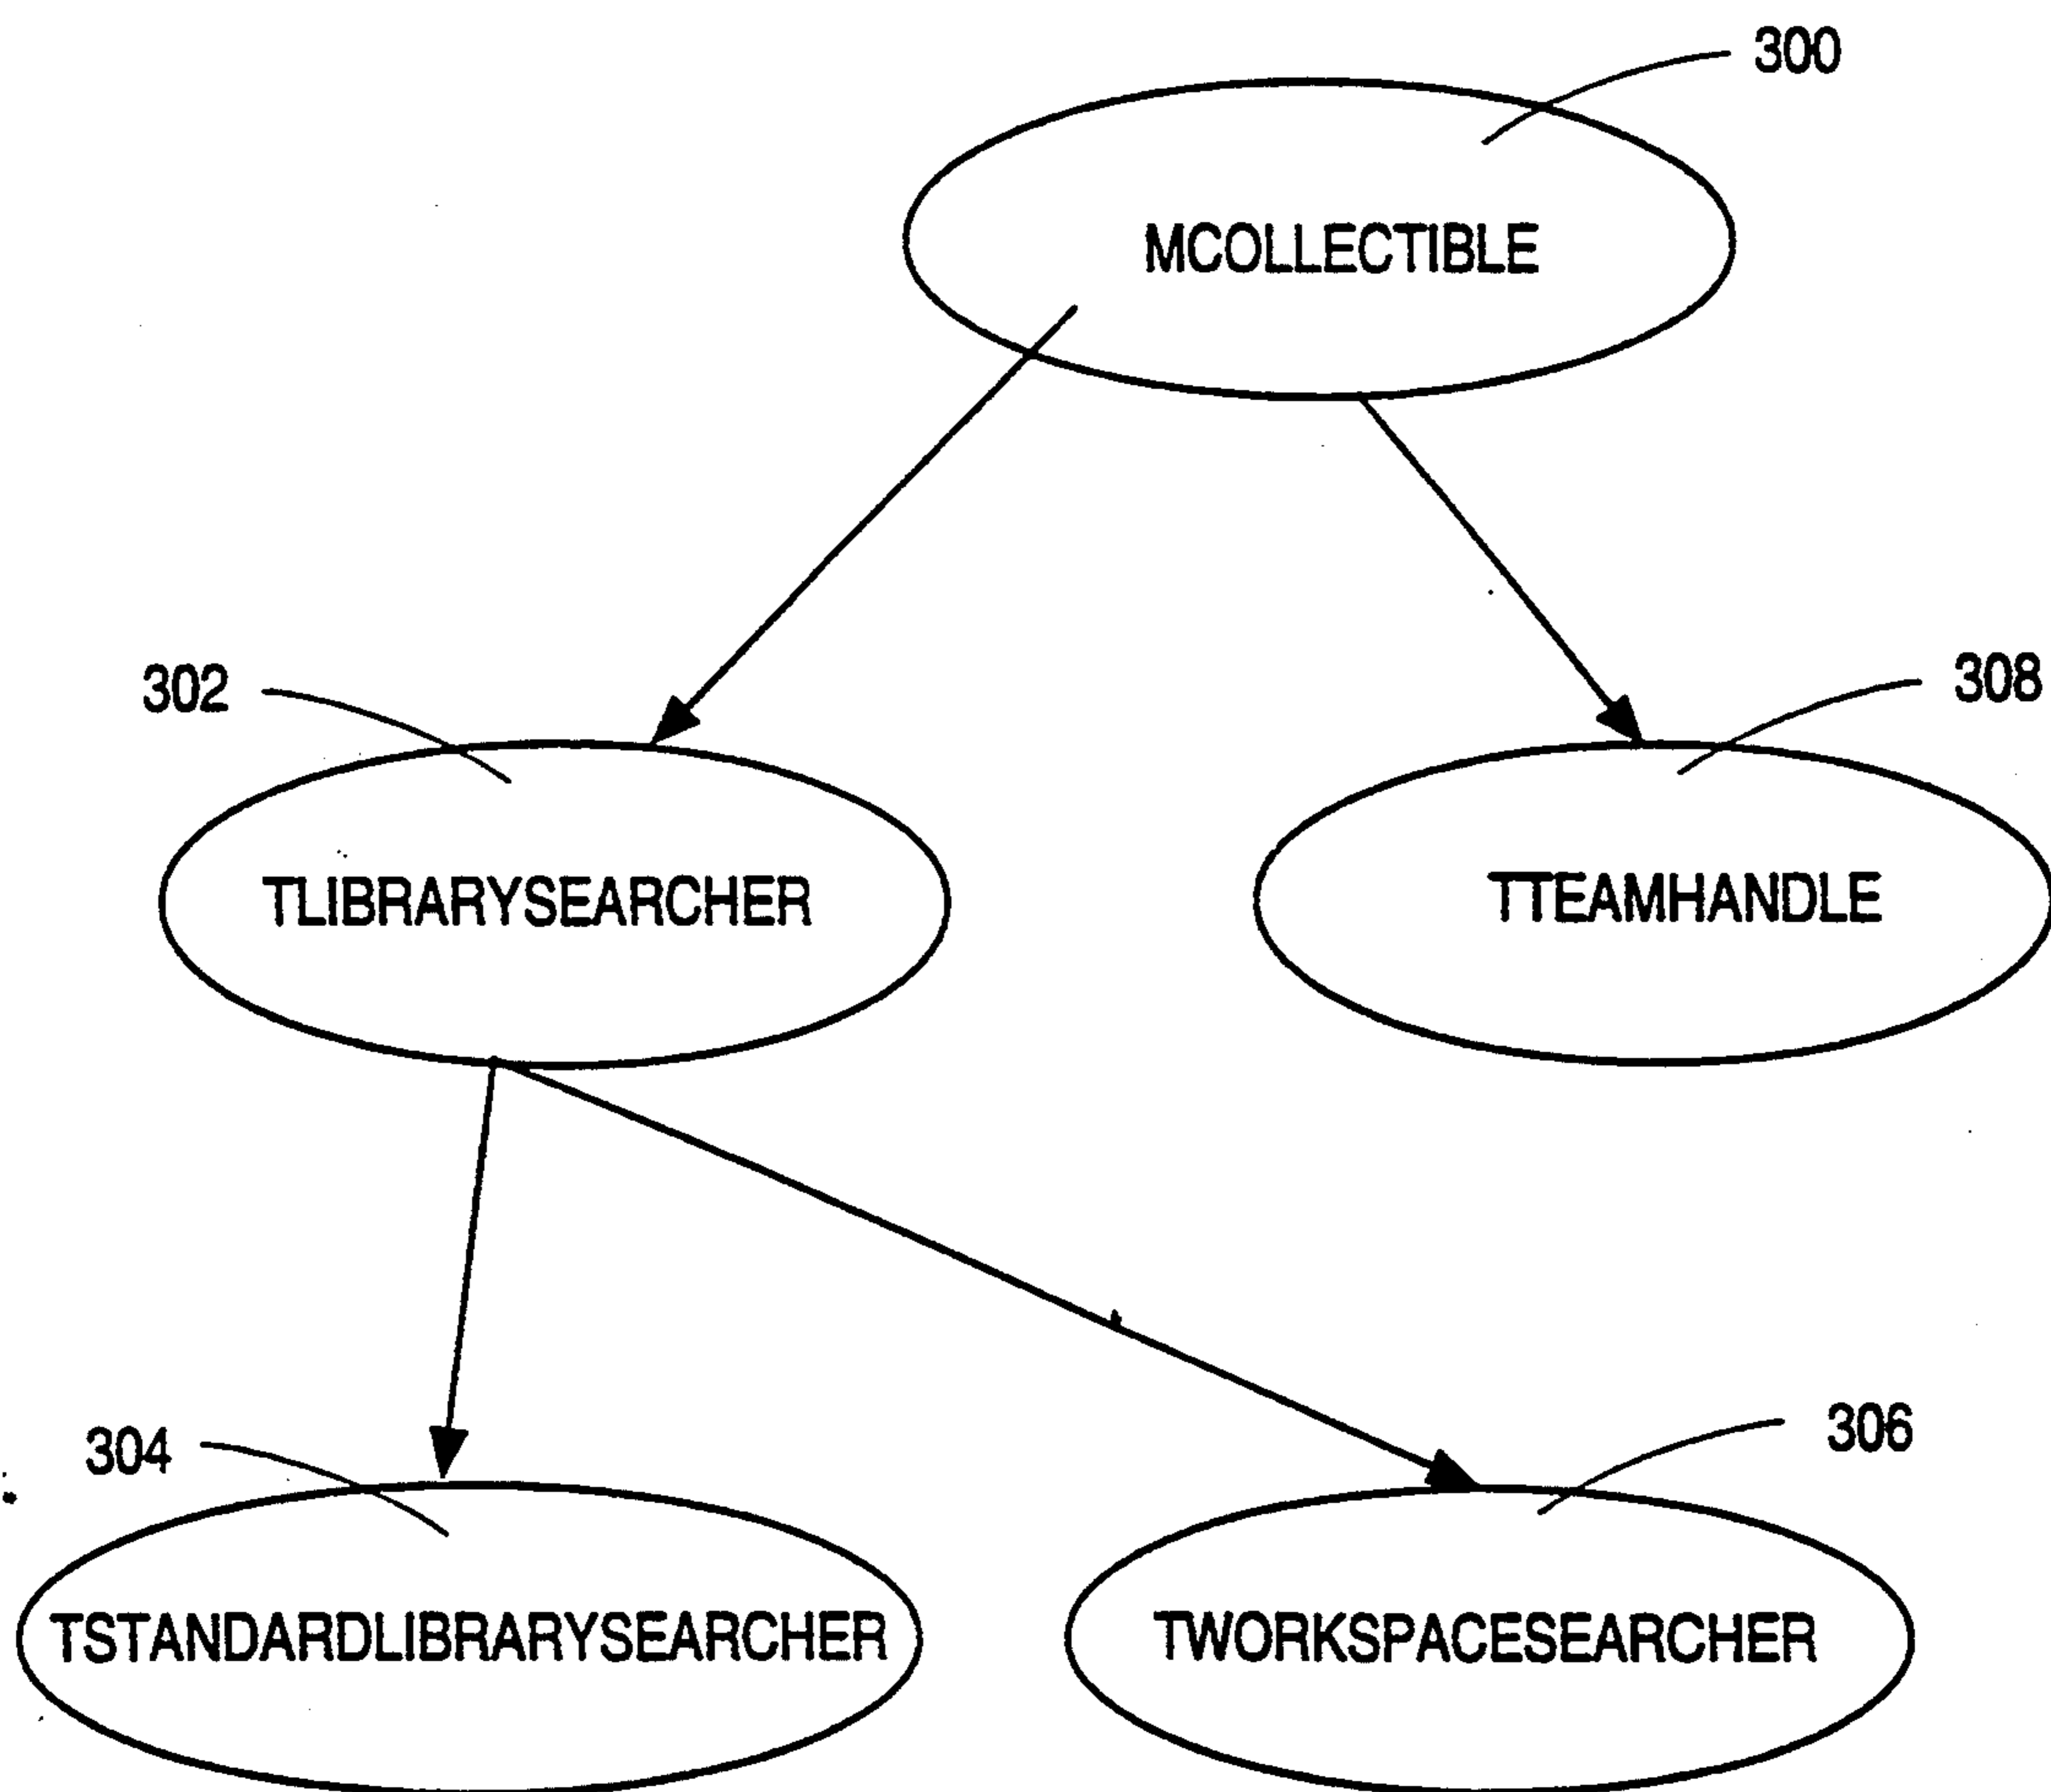 300
MCOLLECTIBLE
302
308
TLIBRARYSEARCHER
TTEAMHANDLE
304
306
TSTANDARDLIBRARYSEARCHER
TWORKSPACESEARCHER